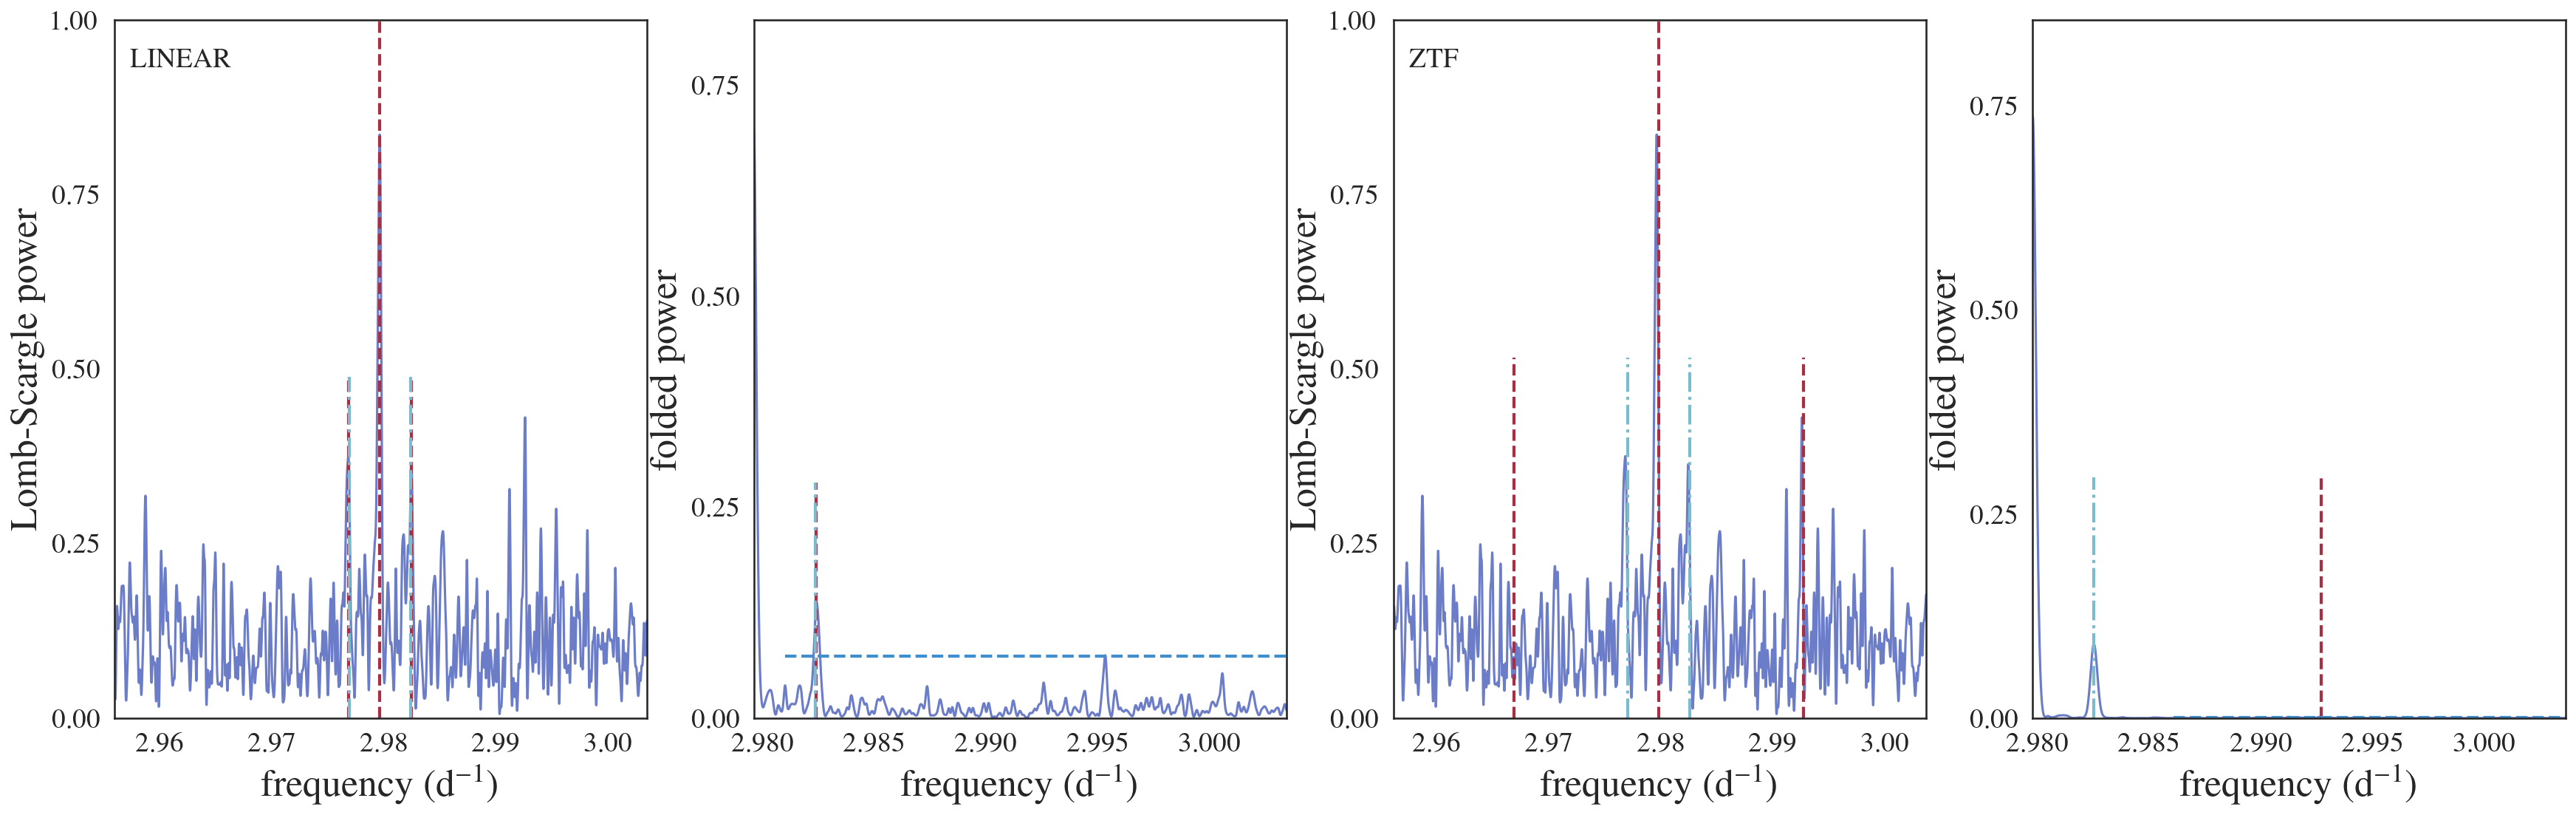 LINEAR
1.00
0.75
0.50
0.25
0.00
Lomb-Scargle power
2.96 2.97 2.98 2.99 3.00
frequency (d⁻¹)
0.75
0.50
0.25
0.00
folded power
2.980 2.985 2.990 2.995 3.000
frequency (d⁻¹)
ZTF
1.00
0.75
0.50
0.25
0.00
Lomb-Scargle power
2.96 2.97 2.98 2.99 3.00
frequency (d⁻¹)
0.75
0.50
0.25
0.00
folded power
2.980 2.985 2.990 2.995 3.000
frequency (d⁻¹)